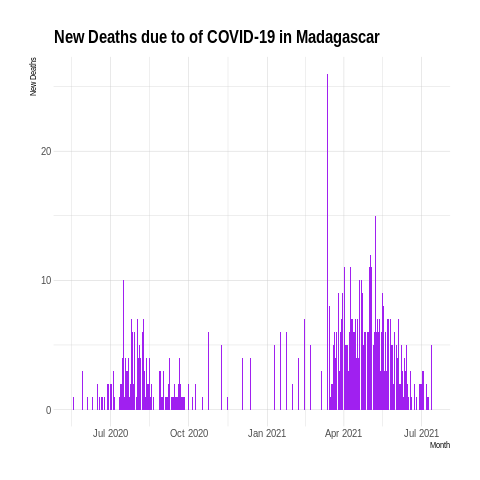 New Deaths due to of COVID-19 in Madagascar
New Deaths
20
10
0
Jul 2020 Oct 2020 Jan 2021 Apr 2021 Jul 2021
Month